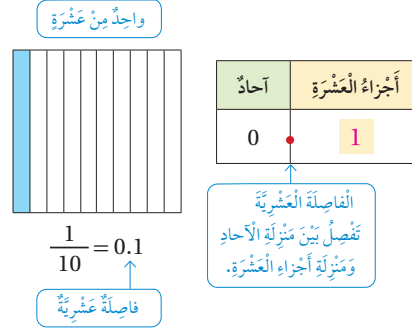 واحِدٌ مِنْ عَشْرَةٍ
آحادٌ أَجْزاءُ الْعَشْرَةِ
0 1
الْفاصِلَةُ الْعَشْرِيَّةُ
تَفْصِلُ بَيْنَ مَنْزِلَةِ الْآحادِ
وَمَنْزِلَةِ أَجْزاءِ الْعَشْرَةِ.
1/10 = 0.1
فاصِلَةٌ عَشْرِيَّةٌ